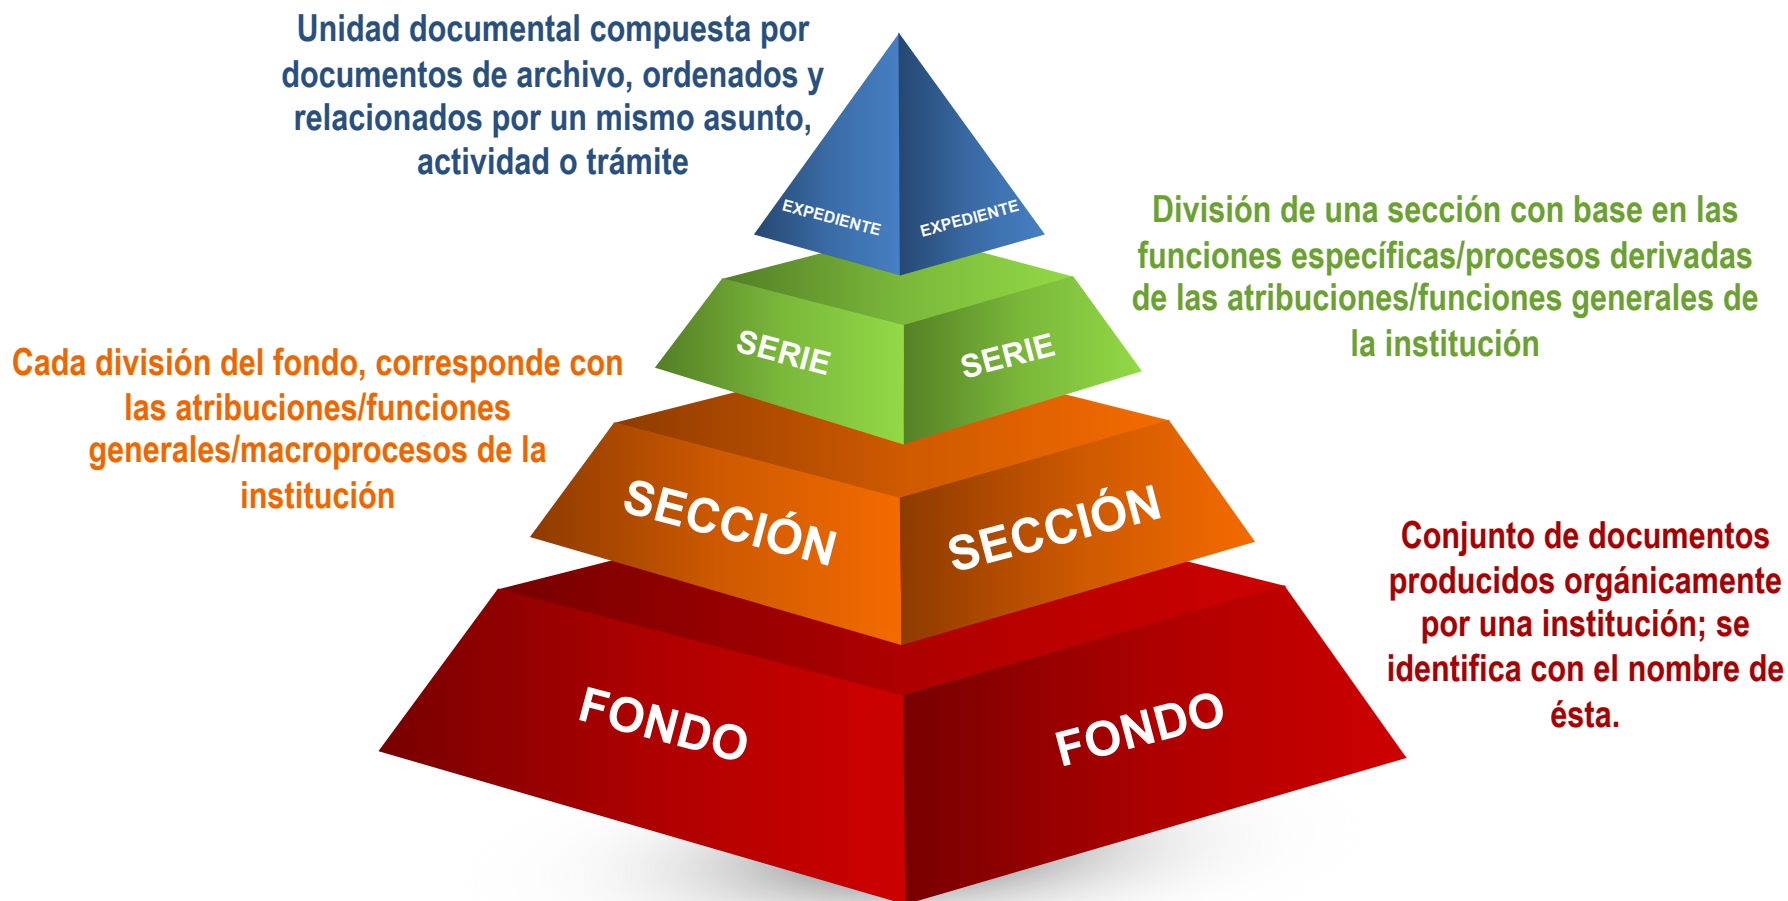 Unidad documental compuesta por
documentos de archivo, ordenados y
relacionados por un mismo asunto,
actividad o trámite
EXPEDIENTE
EXPEDIENTE
División de una sección con base en las
funciones específicas/procesos derivadas
de las atribuciones/funciones generales de
la institución
SERIE
SERIE
Cada división del fondo, corresponde con
las atribuciones/funciones
generales/macroprocesos de la
institución
SECCIÓN
SECCIÓN
Conjunto de documentos
producidos orgánicamente
por una institución; se
identifica con el nombre de
ésta.
FONDO
FONDO